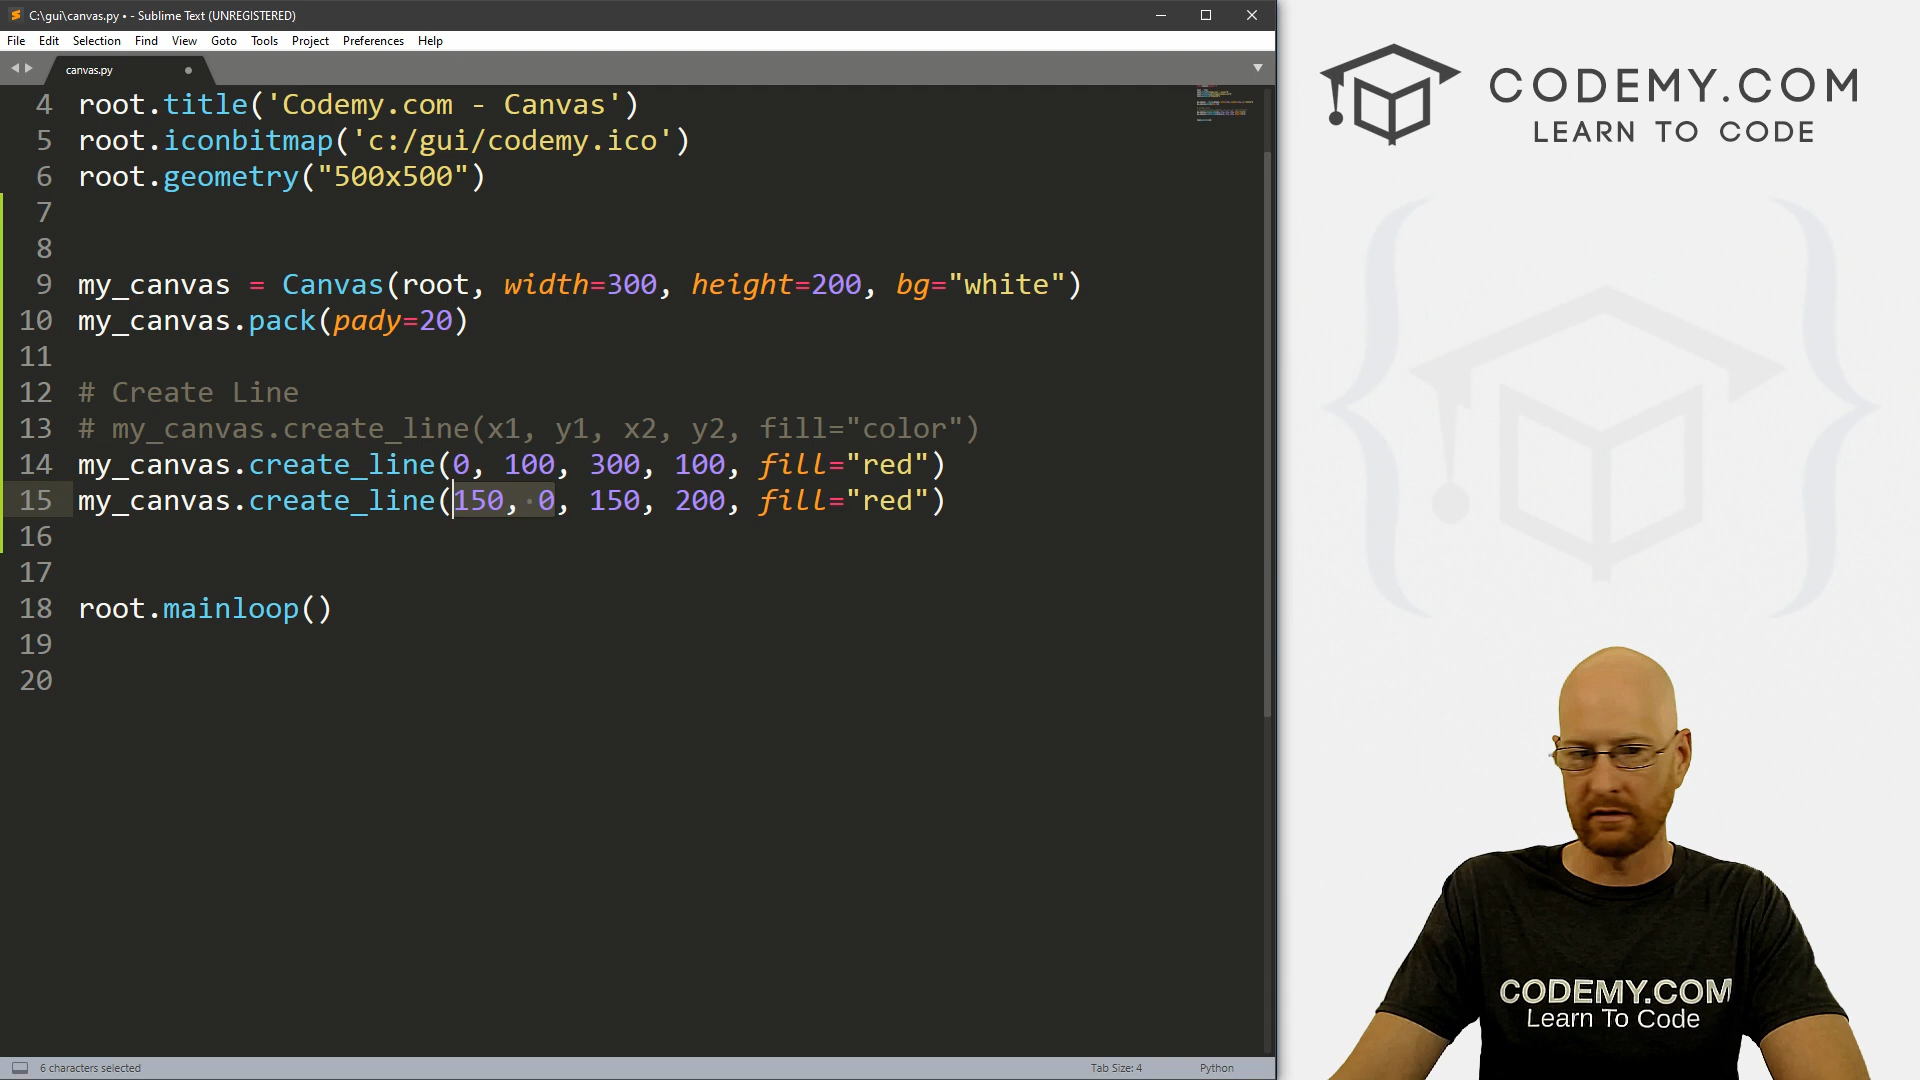 C:\gui\canvas.py • - Sublime Text (UNREGISTERED)
File Edit Selection Find View Goto Tools Project Preferences Help
canvas.py
4 root.title('Codemy.com - Canvas')
5 root.iconbitmap('c:/gui/codemy.ico')
6 root.geometry("500x500")
7
8
9 my_canvas = Canvas(root, width=300, height=200, bg="white")
10 my_canvas.pack(pady=20)
11
12 # Create Line
13 # my_canvas.create_line(x1, y1, x2, y2, fill="color")
14 my_canvas.create_line(0, 100, 300, 100, fill="red")
15 my_canvas.create_line(150, 0, 150, 200, fill="red")
16
17
18 root.mainloop()
19
20
6 characters selected
Tab Size: 4
Python
CODEMY.COM
LEARN TO CODE
CODEMY.COM
Learn To Code